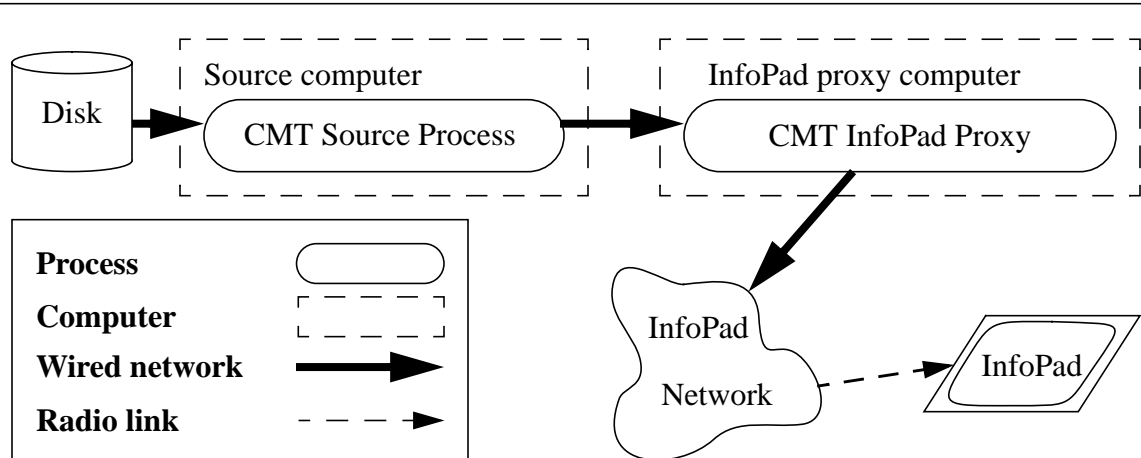 Source computer
InfoPad proxy computer
Disk
CMT Source Process
CMT InfoPad Proxy
Process
Computer
Wired network
Radio link
InfoPad
Network
InfoPad